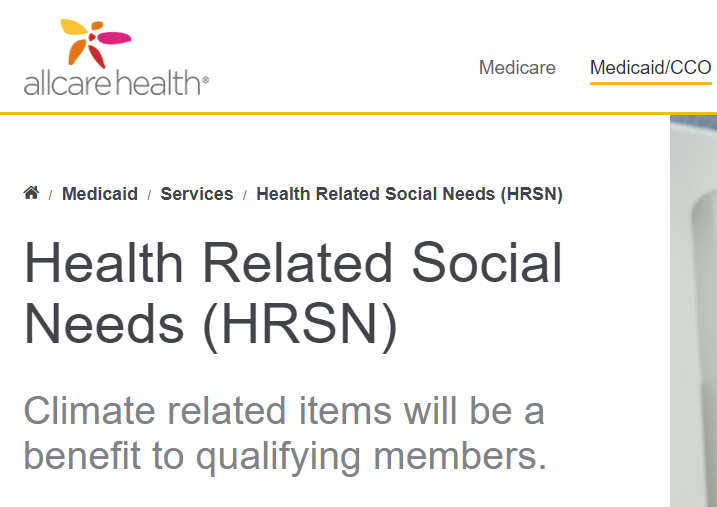 allcare health®
Medicare Medicaid/CCO
/ Medicaid / Services / Health Related Social Needs (HRSN)
Health Related Social
Needs (HRSN)
Climate related items will be a
benefit to qualifying members.